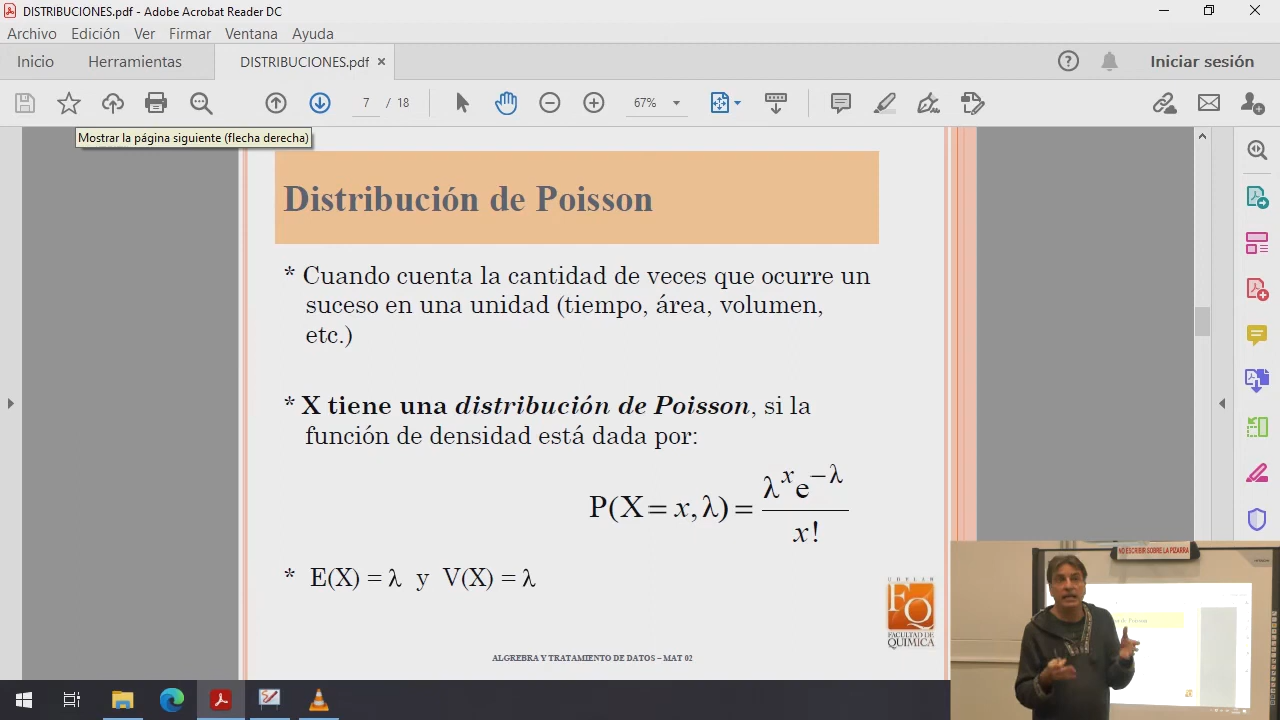 DISTRIBUCIONES.pdf - Adobe Acrobat Reader DC
Archivo Edición Ver Firmar Ventana Ayuda
Inicio Herramientas DISTRIBUCIONES.pdf × Iniciar sesión
7 / 18 67%
Mostrar la página siguiente (flecha derecha)
Distribución de Poisson
* Cuando cuenta la cantidad de veces que ocurre un
suceso en una unidad (tiempo, área, volumen,
etc.)
* X tiene una distribución de Poisson, si la
función de densidad está dada por:
P(X = x, λ) = λ^x e^−λ / x!
* E(X) = λ y V(X) = λ
FQ
FACULTAD DE
QUIMICA
ALGREBRA Y TRATAMIENTO DE DATOS – MAT 02
NO ESCRIBIR SOBRE LA PIZARRA